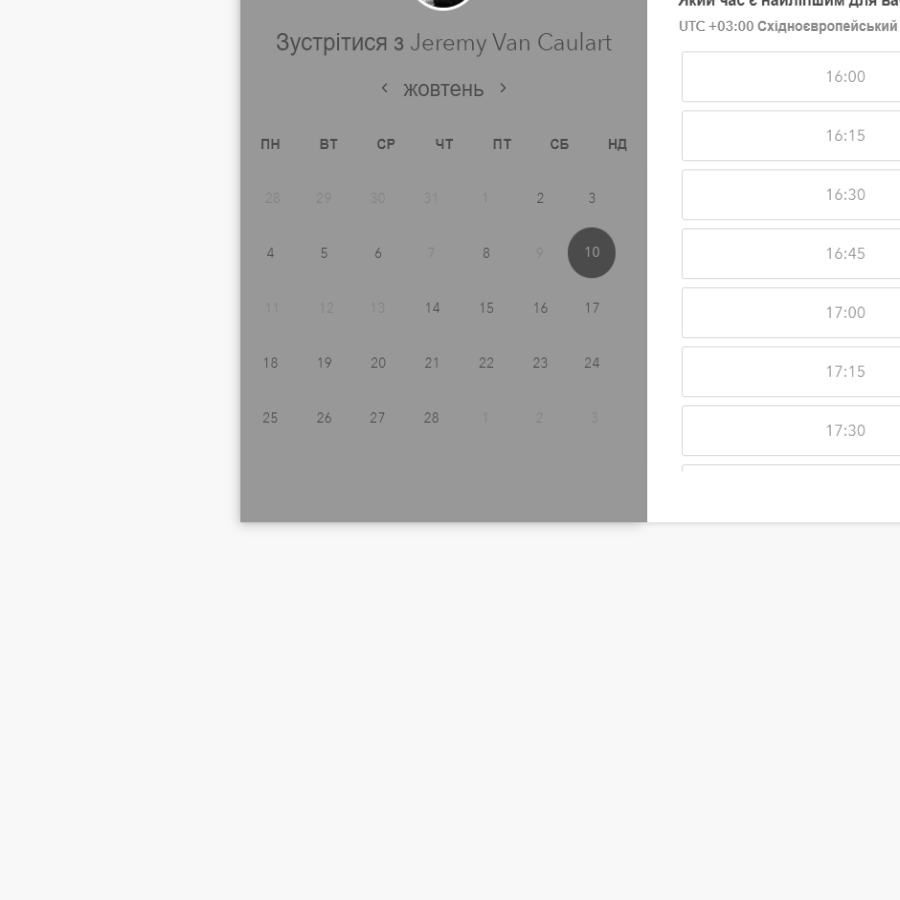 Зустрітися з Jeremy Van Caulart
жовтень
ПН ВТ СР ЧТ ПТ СБ НД
28 29 30 31 1 2 3
4 5 6 7 8 9 10
11 12 13 14 15 16 17
18 19 20 21 22 23 24
25 26 27 28 1 2 3
Який час є найліпшим для
UTC +03:00 Східноєвропейський
16:00
16:15
16:30
16:45
17:00
17:15
17:30